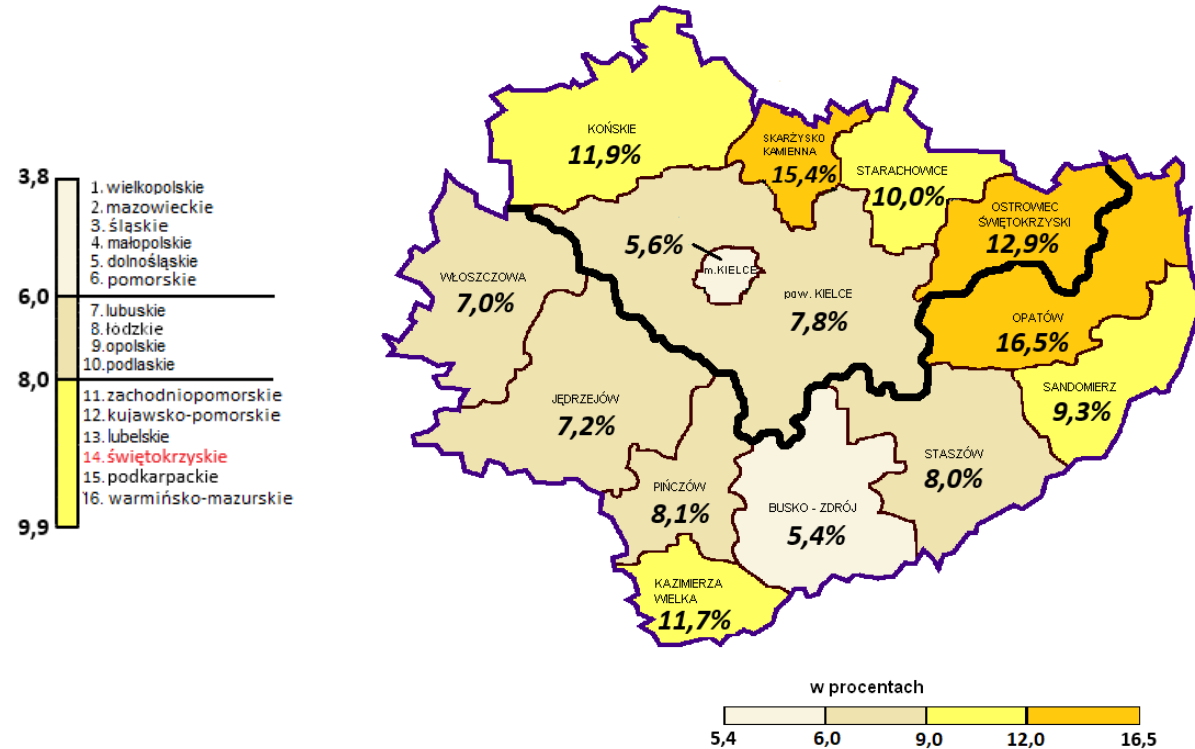 3,8
1. wielkopolskie
2. mazowieckie
3. śląskie
4. małopolskie
5. dolnośląskie
6. pomorskie
6,0
7. lubuskie
8. łódzkie
9. opolskie
10. podlaskie
8,0
11. zachodniopomorskie
12. kujawsko-pomorskie
13. lubelskie
14. świętokrzyskie
15. podkarpackie
16. warmińsko-mazurskie
9,9
KOŃSKIE
11,9%
SKARŻYSKO
KAMIENNA
15,4%
STARACHOWICE
10,0%
OSTROWIEC
ŚWIĘTOKRZYSKI
12,9%
5,6%
m.KIELCE
WŁOSZCZOWA
7,0%
pow. KIELCE
7,8%
OPATÓW
16,5%
SANDOMIERZ
9,3%
JĘDRZEJÓW
7,2%
STASZÓW
8,0%
PIŃCZÓW
8,1%
BUSKO - ZDRÓJ
5,4%
KAZIMIERZA
WIELKA
11,7%
w procentach
5,4 6,0 9,0 12,0 16,5